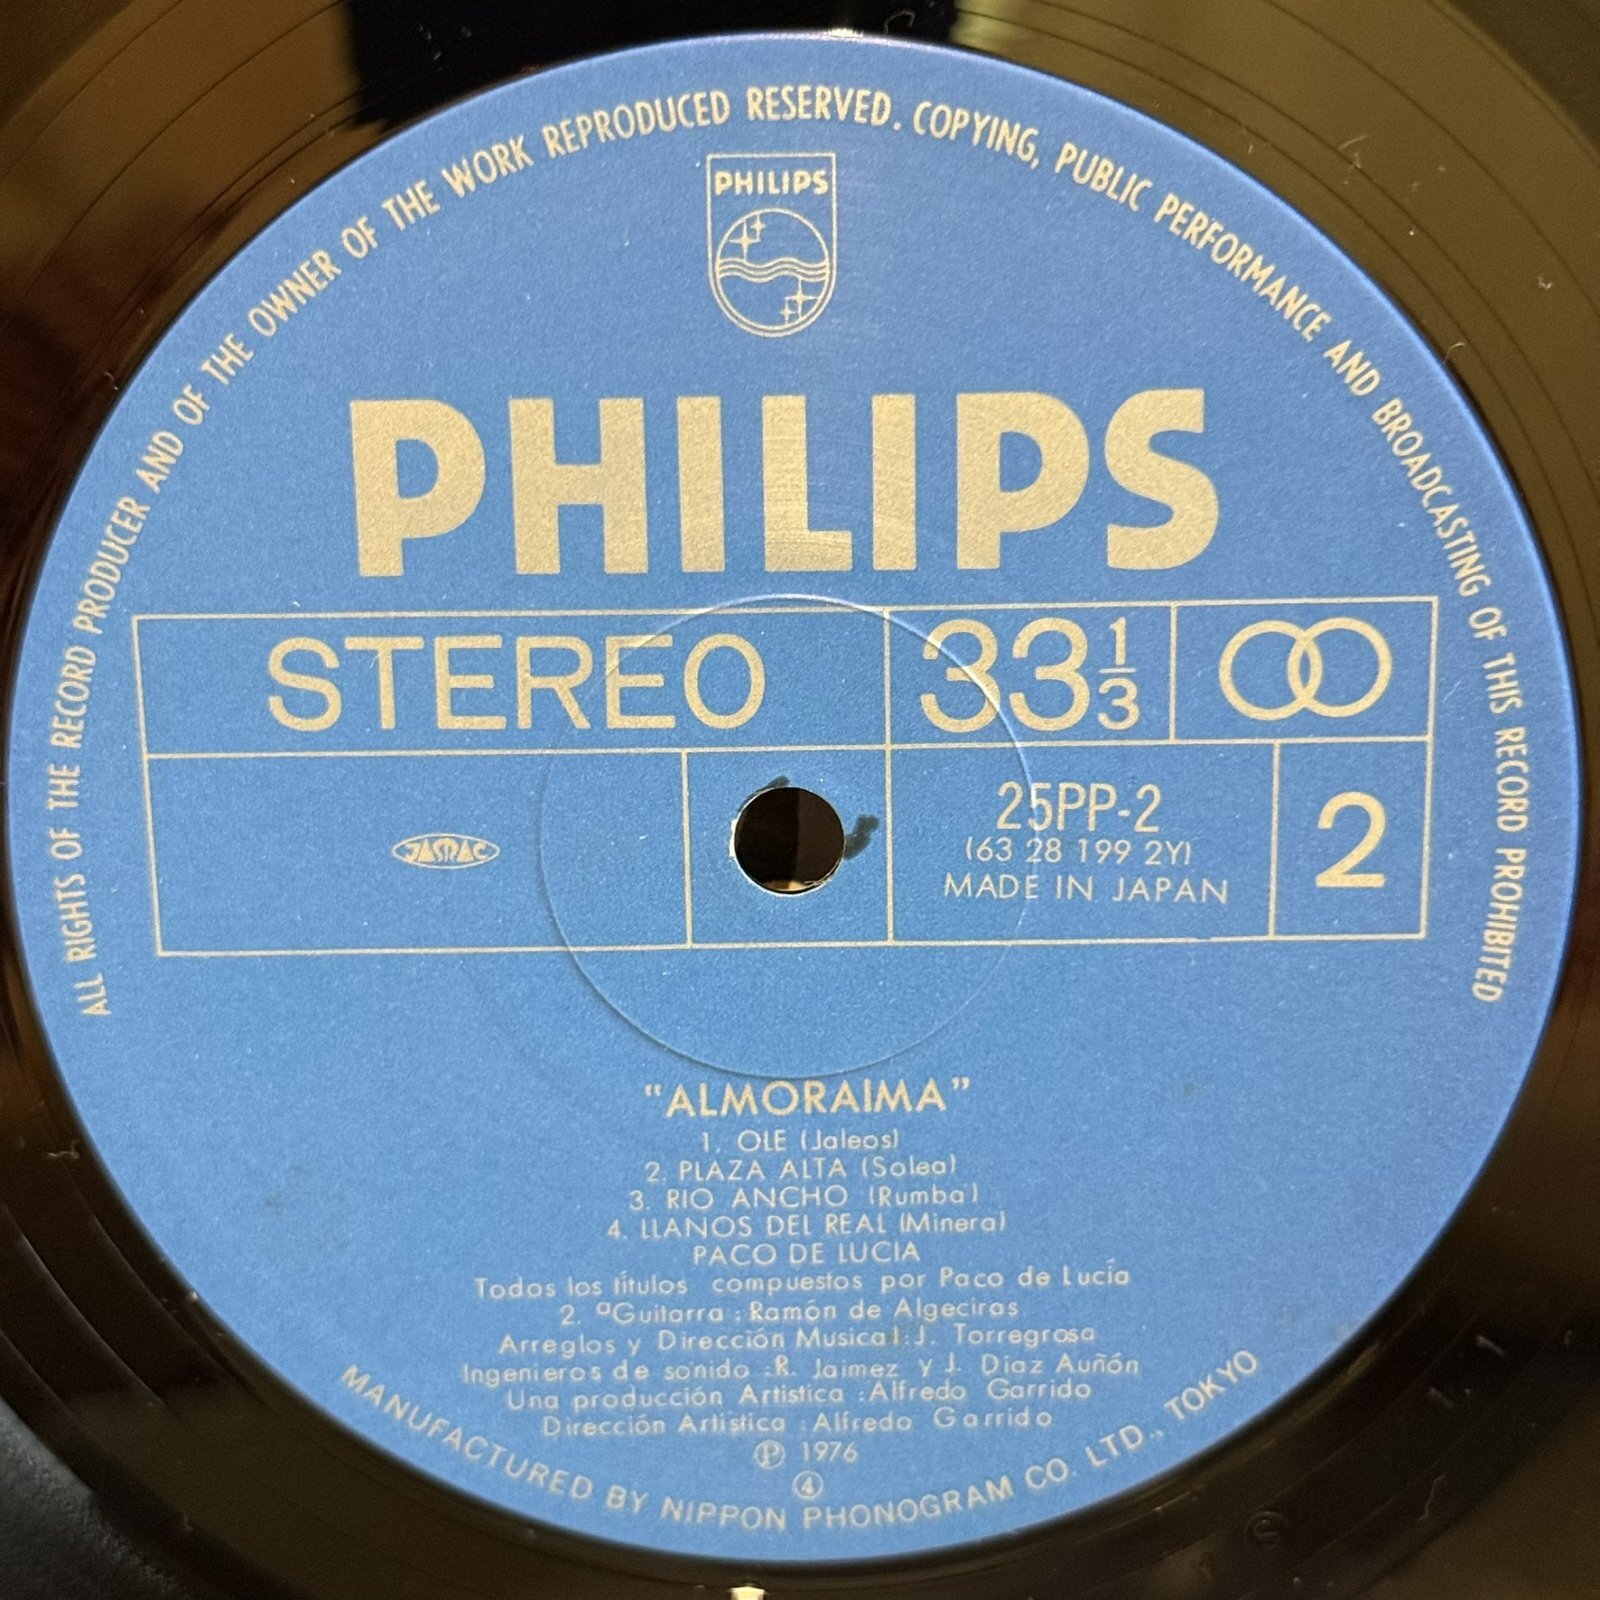 ALL RIGHTS OF THE RECORD PRODUCER AND OF THE OWNER OF THE WORK REPRODUCED RESERVED. COPYING, PUBLIC PERFORMANCE AND BROADCASTING OF THIS RECORD PROHIBITED
PHILIPS
PHILIPS
STEREO
33 1/3
JASRAC
25PP-2
(63 28 199 2Y)
MADE IN JAPAN
2
"ALMORAIMA"
1. OLE (Jaleos)
2. PLAZA ALTA (Solea)
3. RIO ANCHO (Rumba)
4. LLANOS DEL REAL (Minera)
PACO DE LUCIA
Todos los títulos compuestos por Paco de Lucía
2. ªGuitarra : Ramón de Algeciras
Arreglos y Dirección Musical : J. Torregrosa
Ingenieros de sonido : R. Jaimez y J. Diaz Auñón
Una producción Artistica : Alfredo Garrido
Dirección Artistica : Alfredo Garrido
Ⓟ 1976
④
MANUFACTURED BY NIPPON PHONOGRAM CO. LTD., TOKYO